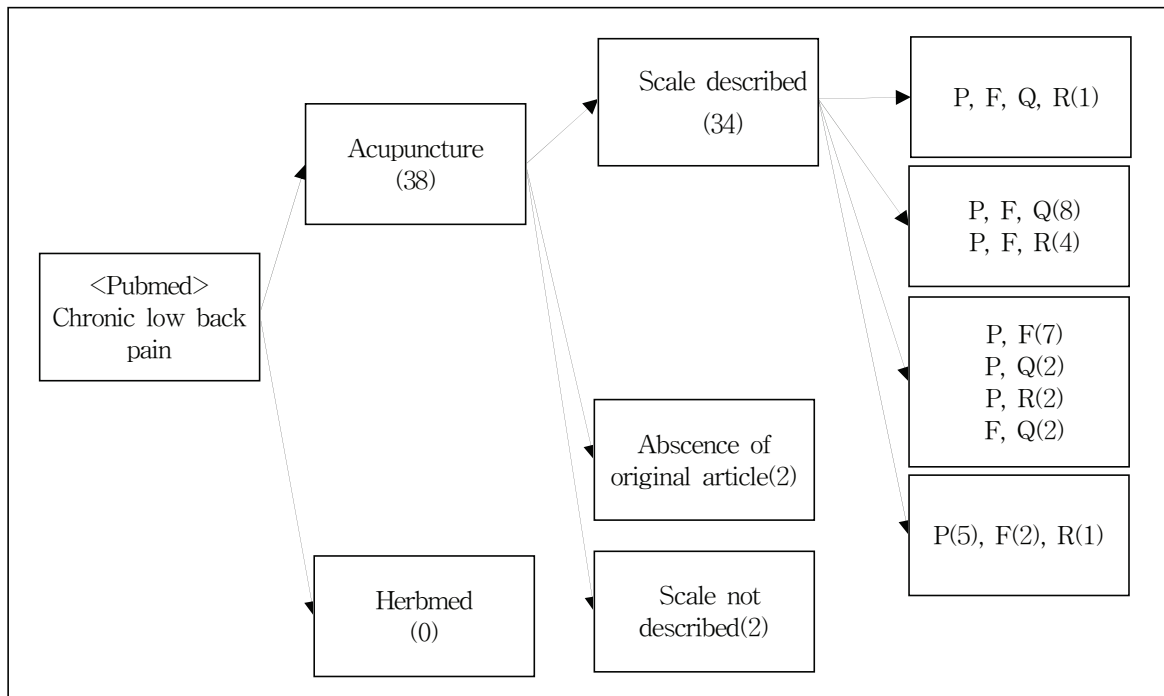 <Pubmed>
Chronic low back
pain
Acupuncture
(38)
Herbmed
(0)
Scale described
(34)
Abscence of
original article(2)
Scale not
described(2)
P, F, Q, R(1)
P, F, Q(8)
P, F, R(4)
P, F(7)
P, Q(2)
P, R(2)
F, Q(2)
P(5), F(2), R(1)